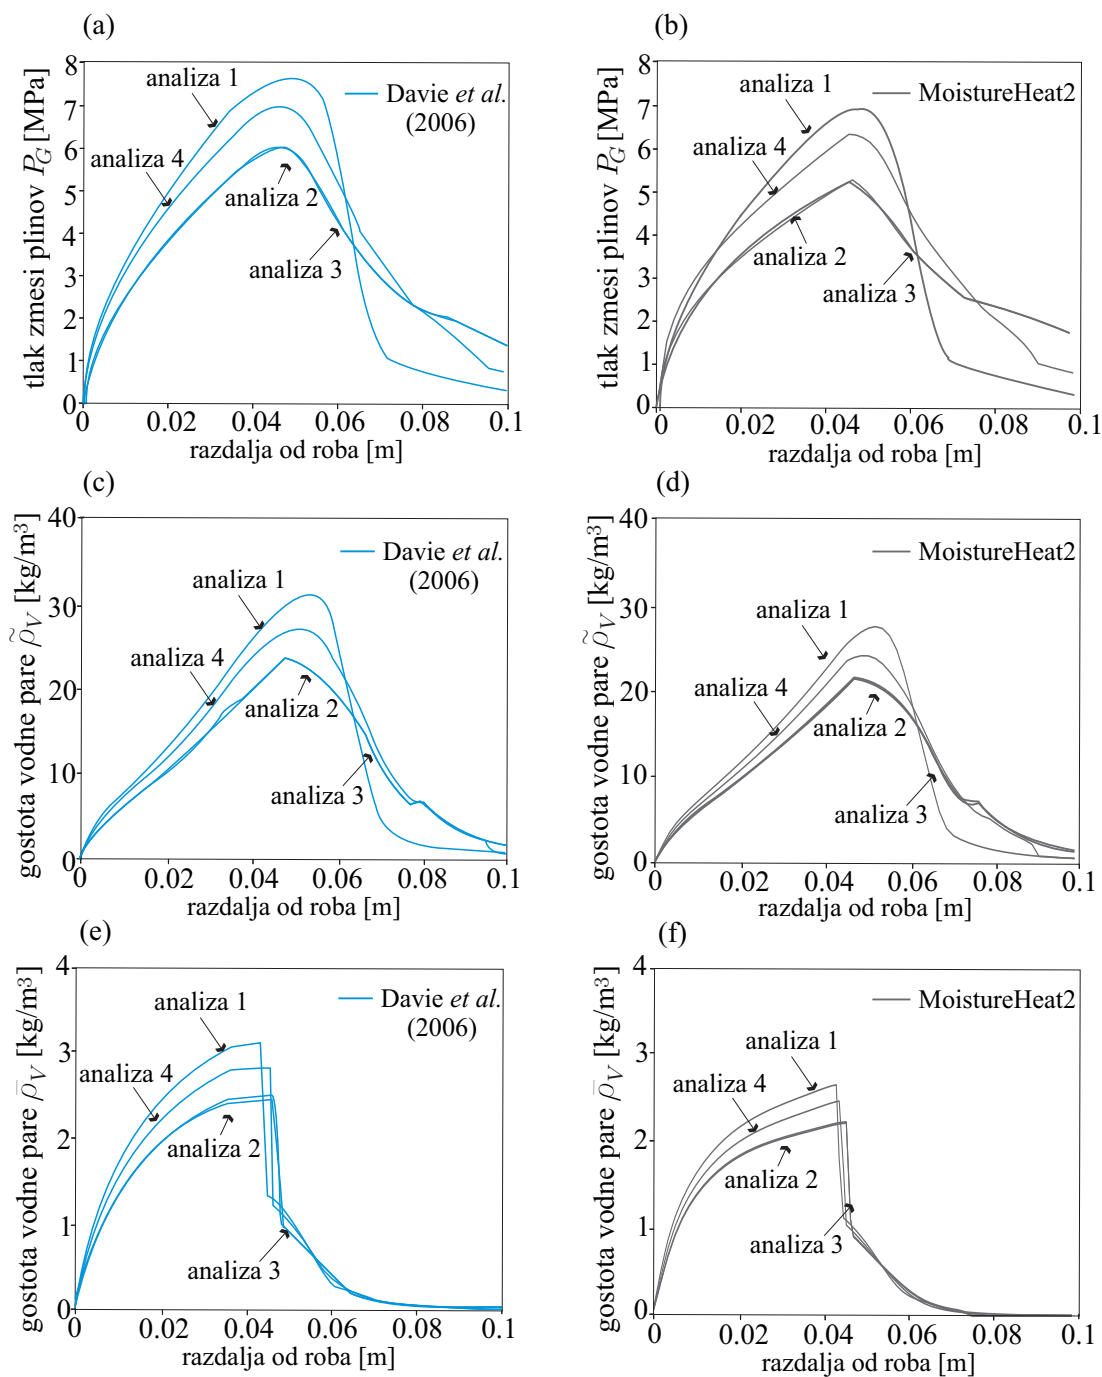 (a)
tlak zmesi plinov P_G [MPa]
8
7
6
5
4
3
2
1
0
analiza 1
analiza 4
analiza 2
analiza 3
Davie et al.
(2006)
0 0.02 0.04 0.06 0.08 0.1
razdalja od roba [m]
(b)
tlak zmesi plinov P_G [MPa]
8
7
6
5
4
3
2
1
0
analiza 1
analiza 4
analiza 2
analiza 3
MoistureHeat2
0 0.02 0.04 0.06 0.08 0.1
razdalja od roba [m]
(c)
gostota vodne pare ρ̃_V [kg/m³]
40
30
20
10
0
analiza 1
analiza 4
analiza 2
analiza 3
Davie et al.
(2006)
0 0.02 0.04 0.06 0.08 0.1
razdalja od roba [m]
(d)
gostota vodne pare ρ̃_V [kg/m³]
40
30
20
10
0
analiza 1
analiza 4
analiza 2
analiza 3
MoistureHeat2
0 0.02 0.04 0.06 0.08 0.1
razdalja od roba [m]
(e)
gostota vodne pare ρ̄_V [kg/m³]
4
3
2
1
0
analiza 1
analiza 4
analiza 2
analiza 3
Davie et al.
(2006)
0 0.02 0.04 0.06 0.08 0.1
razdalja od roba [m]
(f)
gostota vodne pare ρ̄_V [kg/m³]
4
3
2
1
0
analiza 1
analiza 4
analiza 2
analiza 3
MoistureHeat2
0 0.02 0.04 0.06 0.08 0.1
razdalja od roba [m]